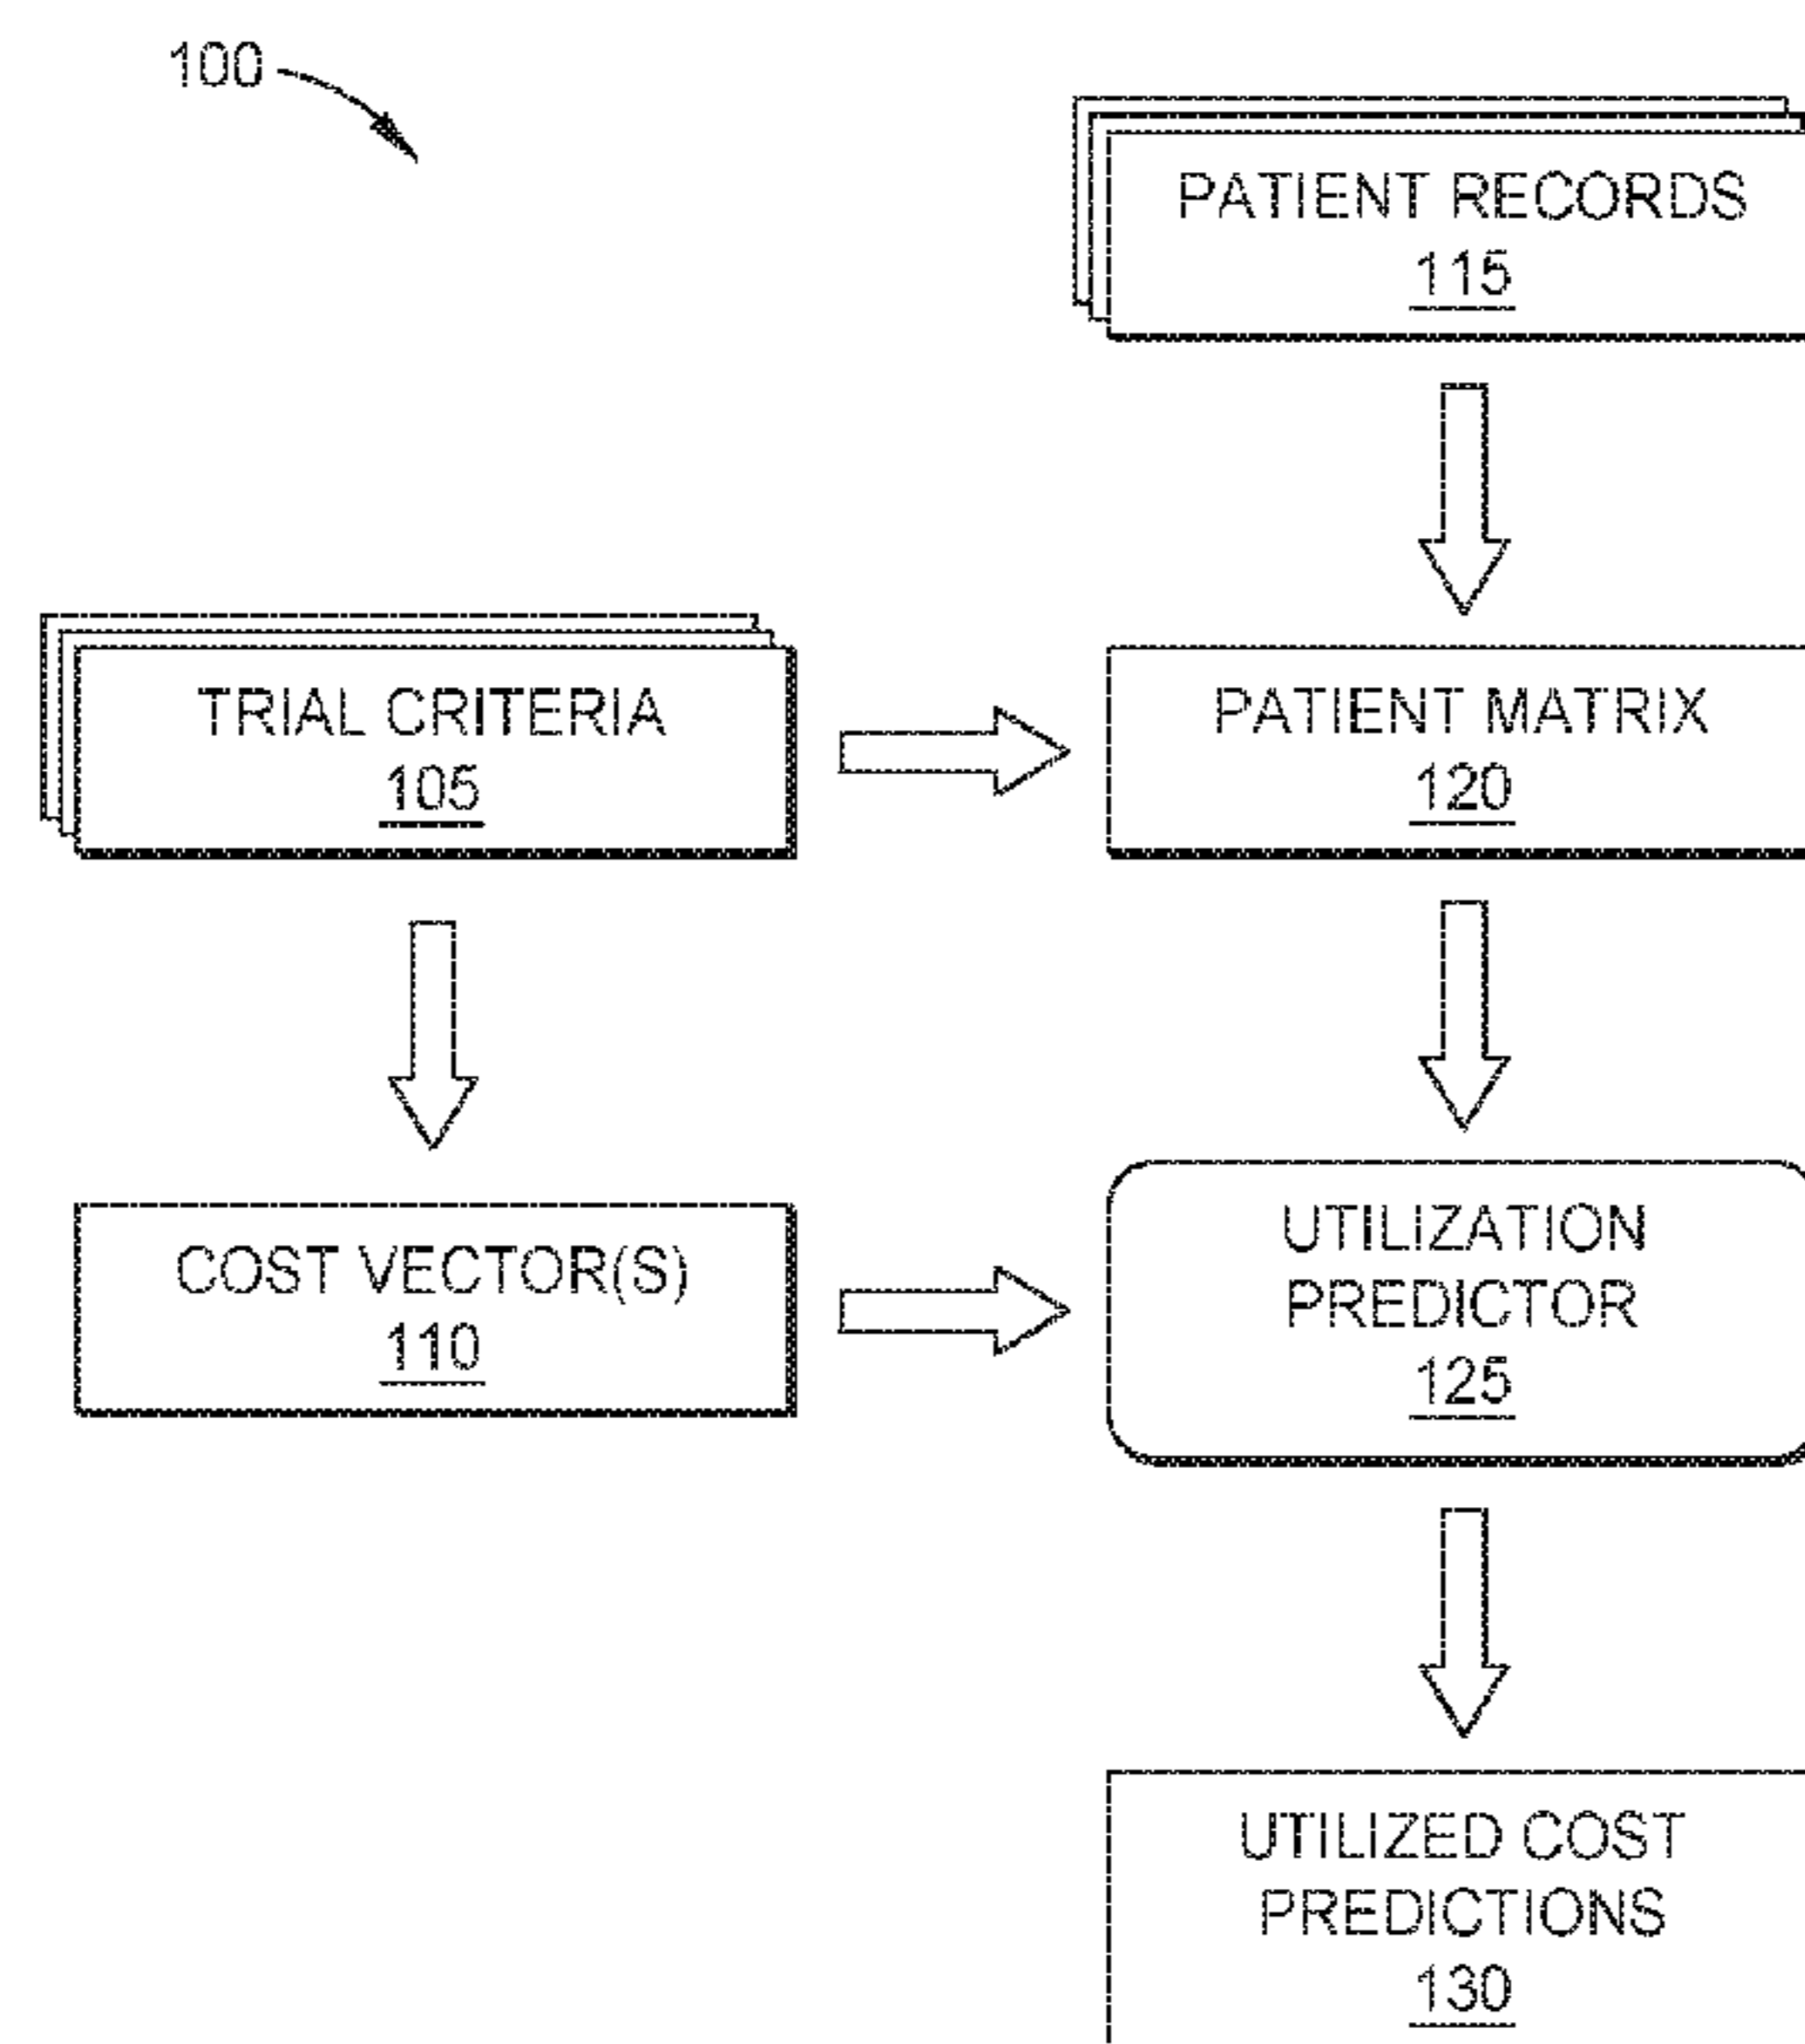 100
PATIENT RECORDS
115
TRIAL CRITERIA
105
PATIENT MATRIX
120
COST VECTOR(S)
110
UTILIZATION
PREDICTOR
125
UTILIZED COST
PREDICTIONS
130